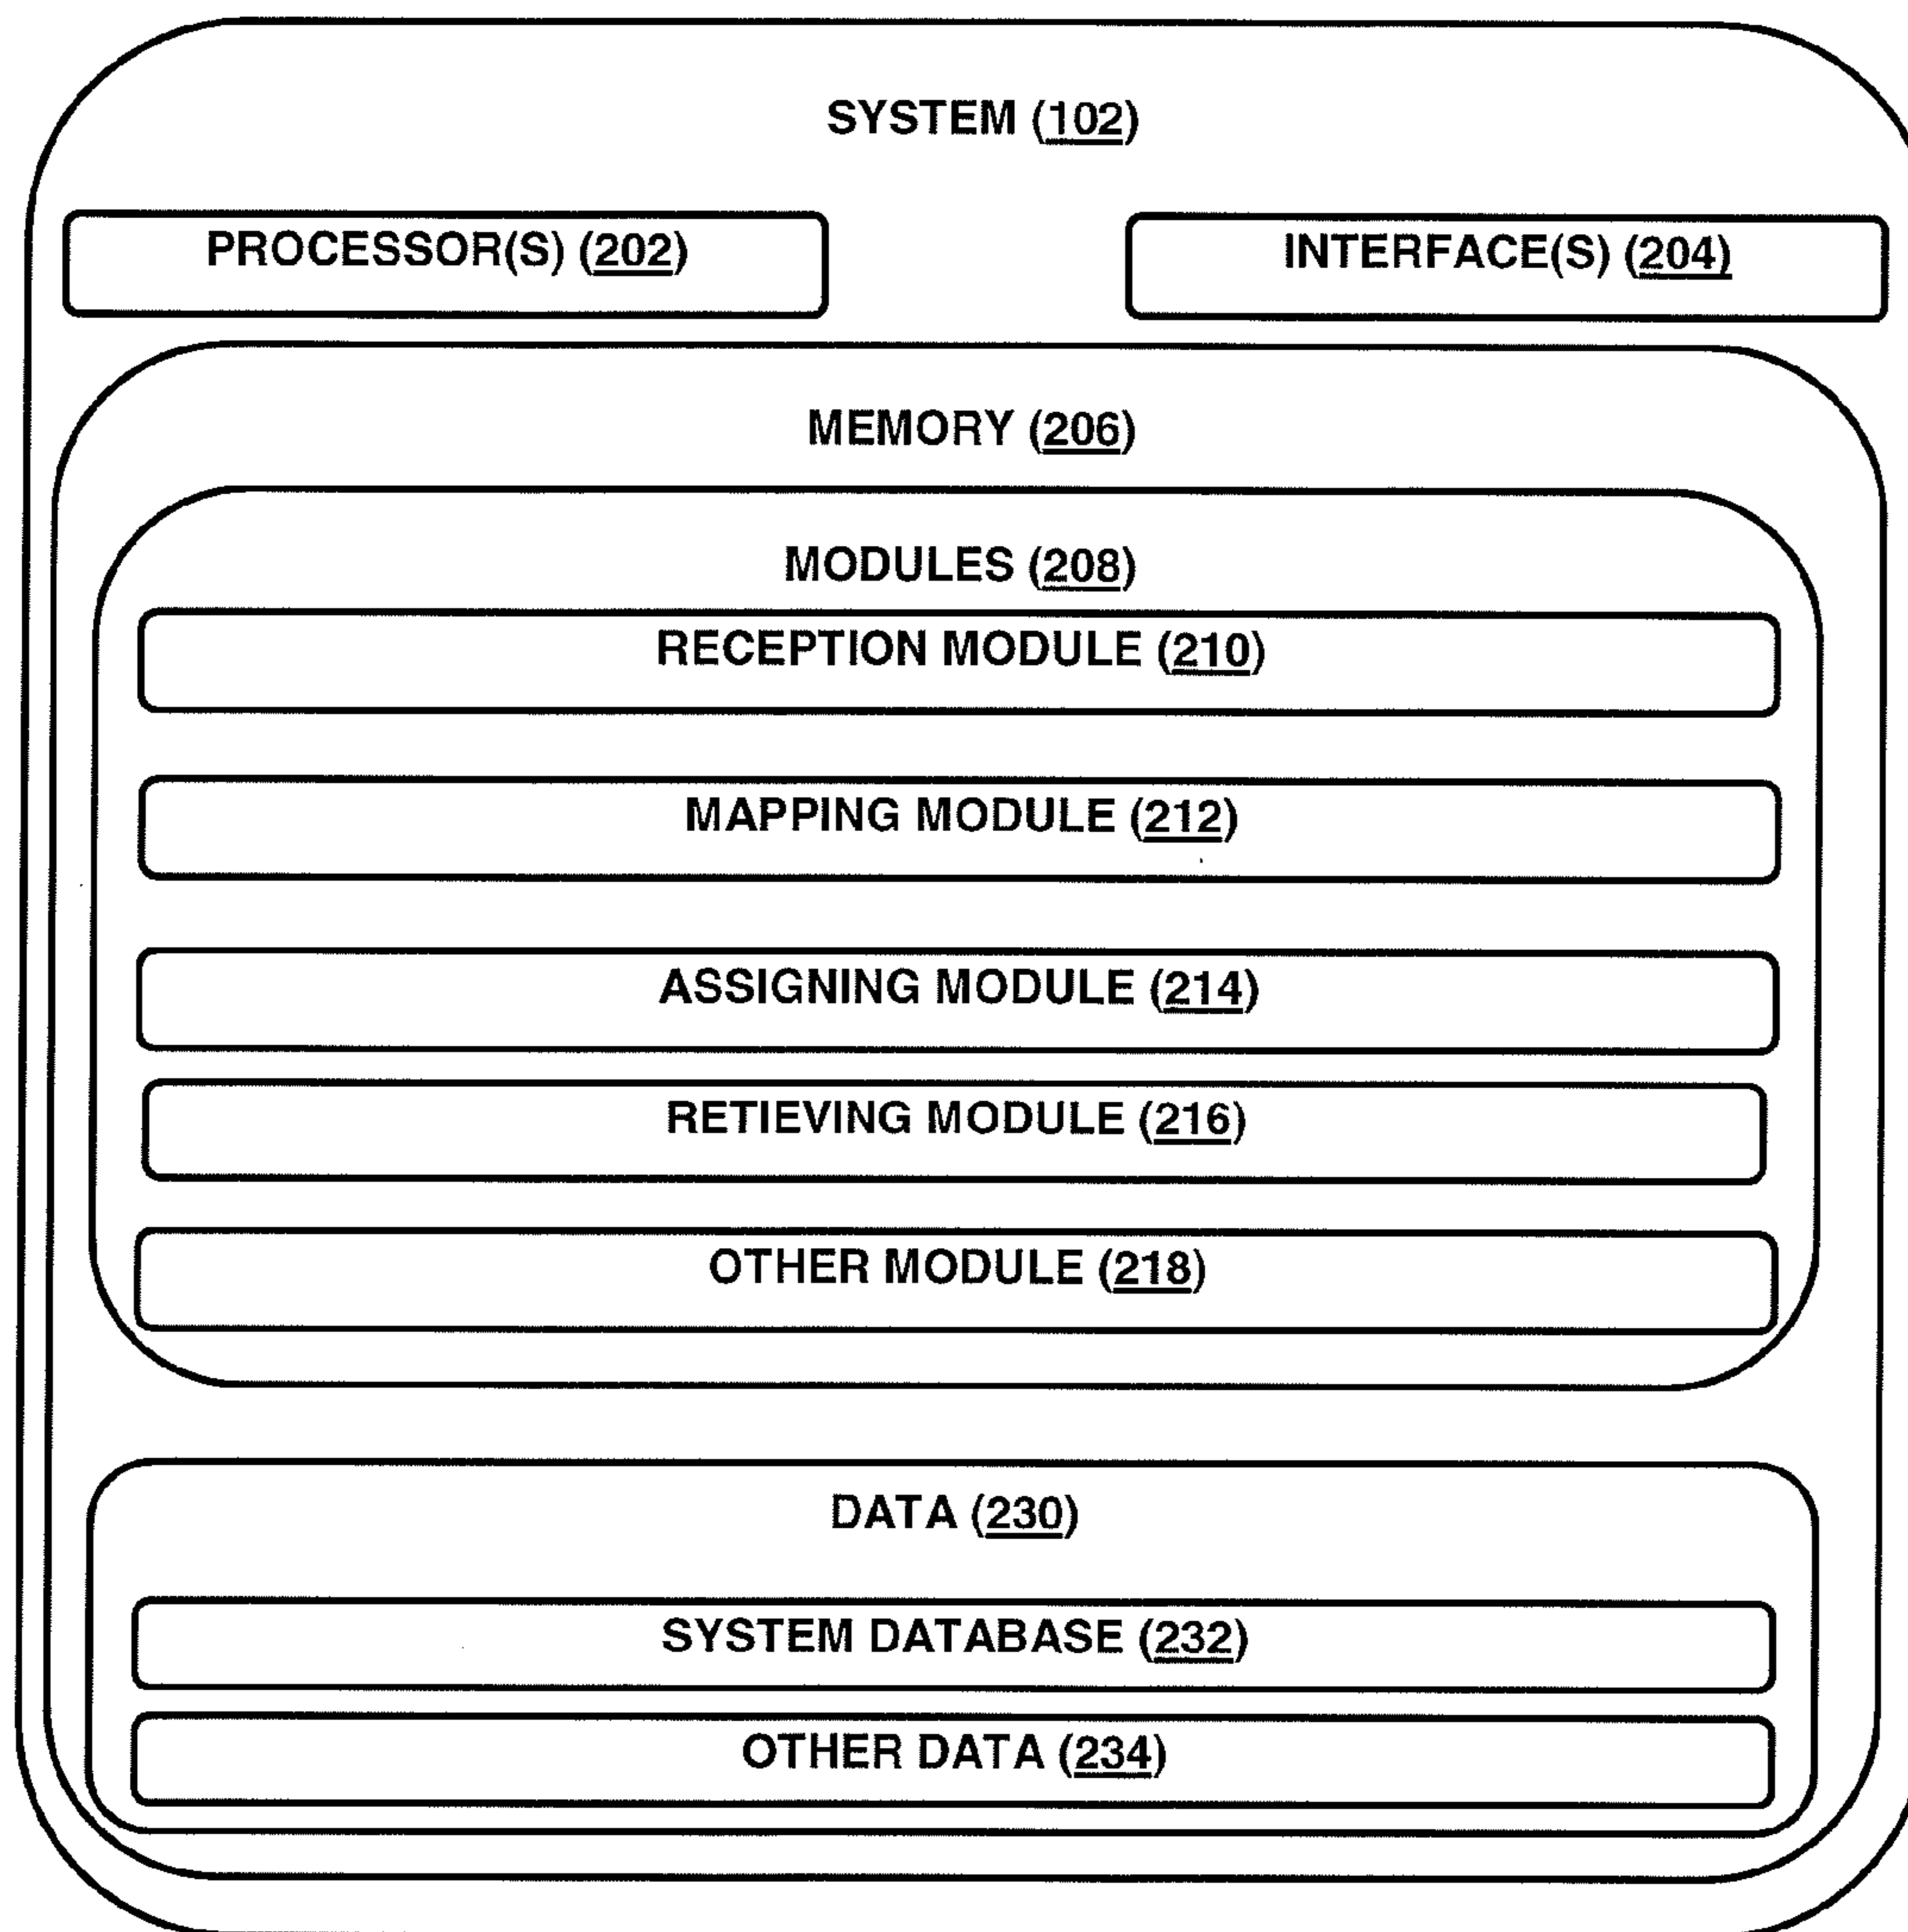 SYSTEM (102)
PROCESSOR(S) (202)
INTERFACE(S) (204)
MEMORY (206)
MODULES (208)
RECEPTION MODULE (210)
MAPPING MODULE (212)
ASSIGNING MODULE (214)
RETIEVING MODULE (216)
OTHER MODULE (218)
DATA (230)
SYSTEM DATABASE (232)
OTHER DATA (234)